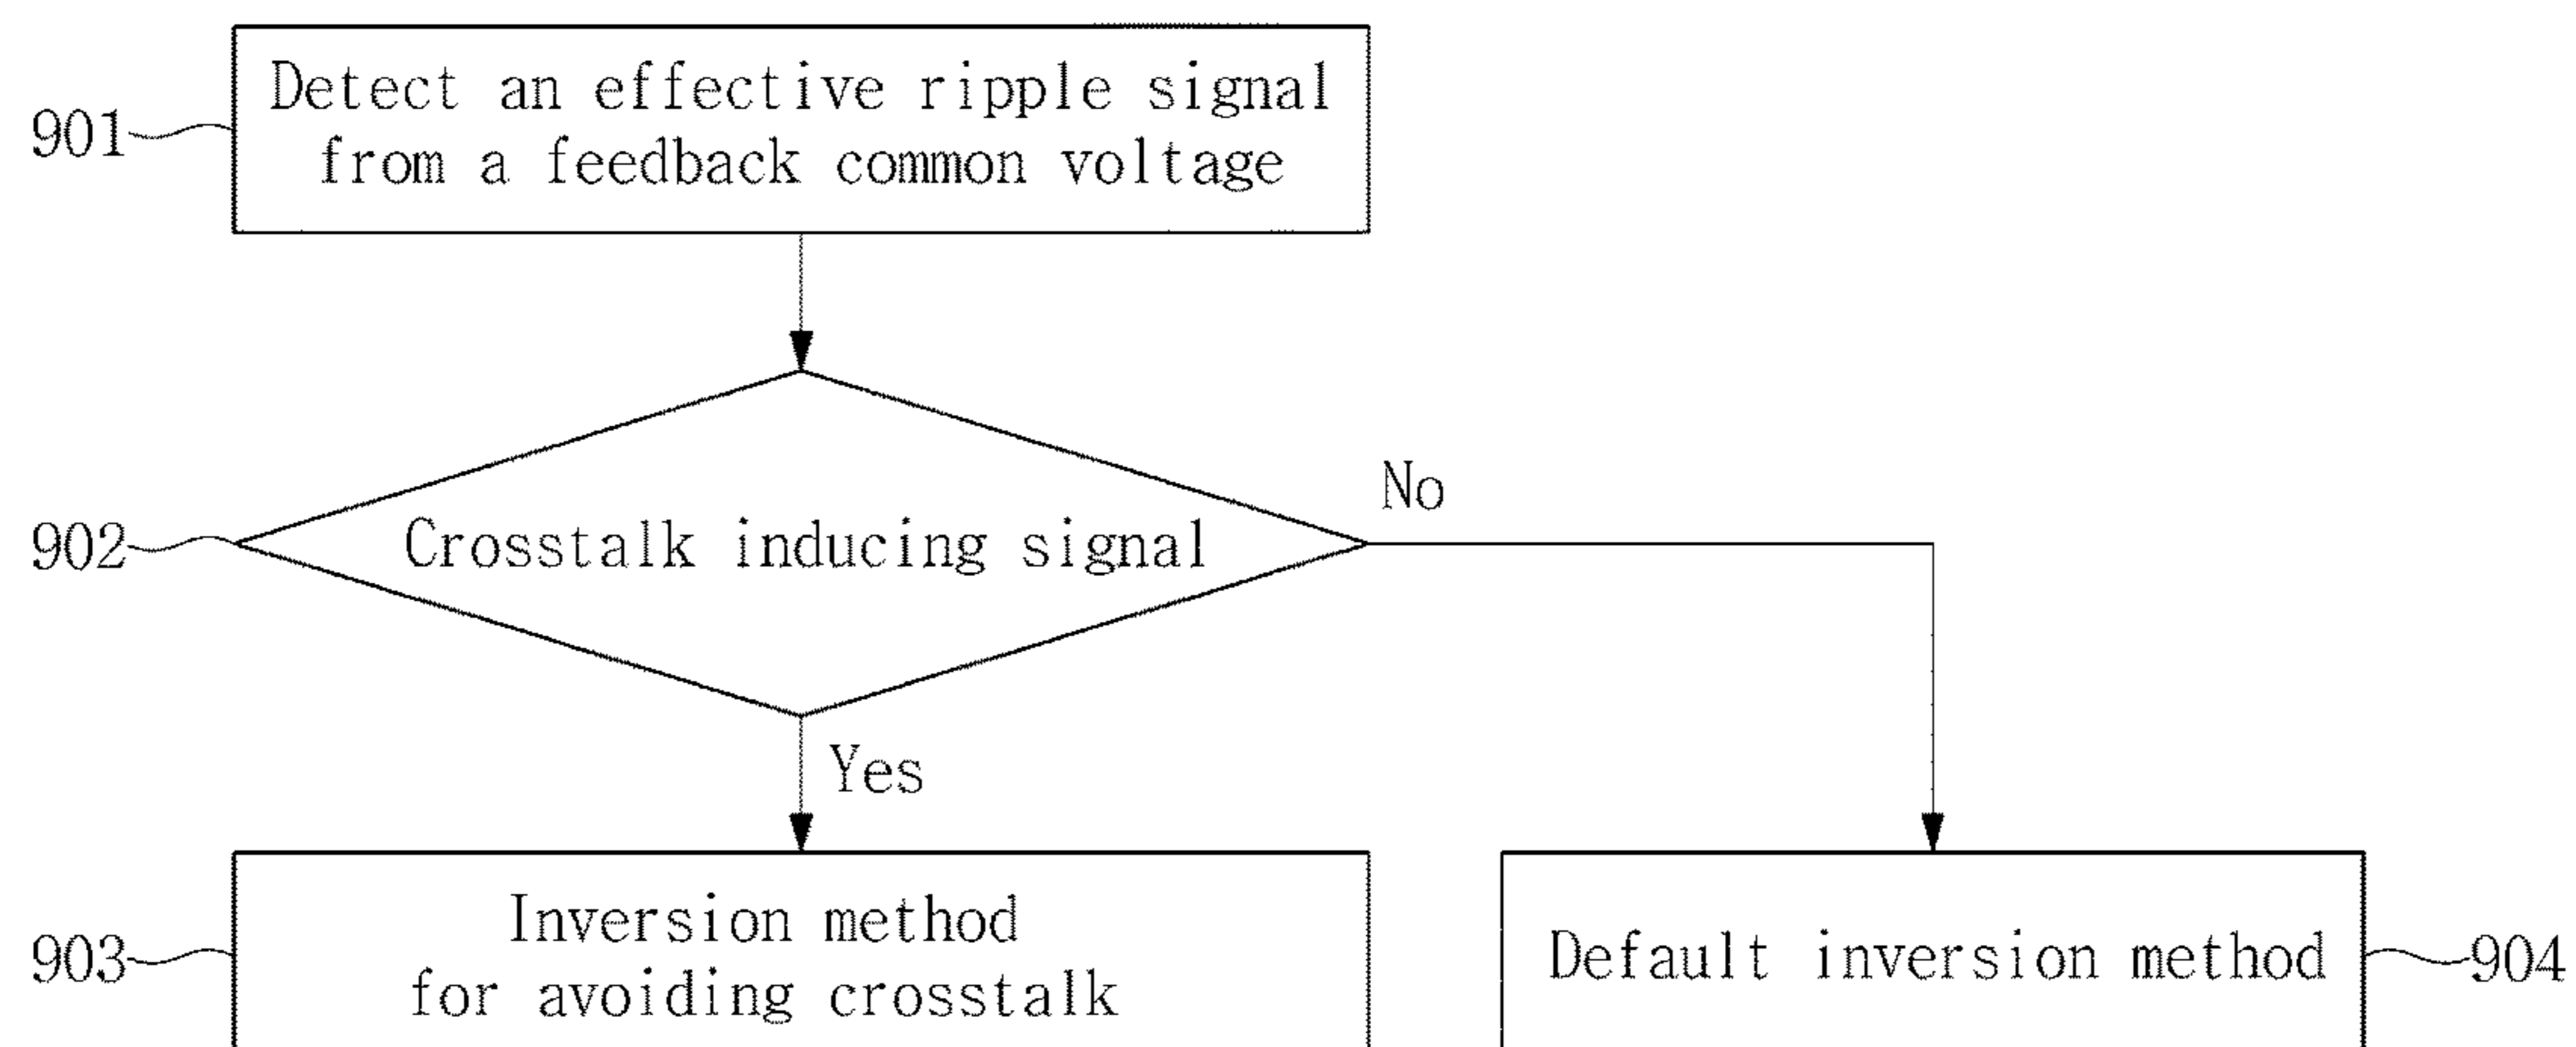 901
Detect an effective ripple signal
from a feedback common voltage
902
Crosstalk inducing signal
No
Yes
903
Inversion method
for avoiding crosstalk
Default inversion method
904